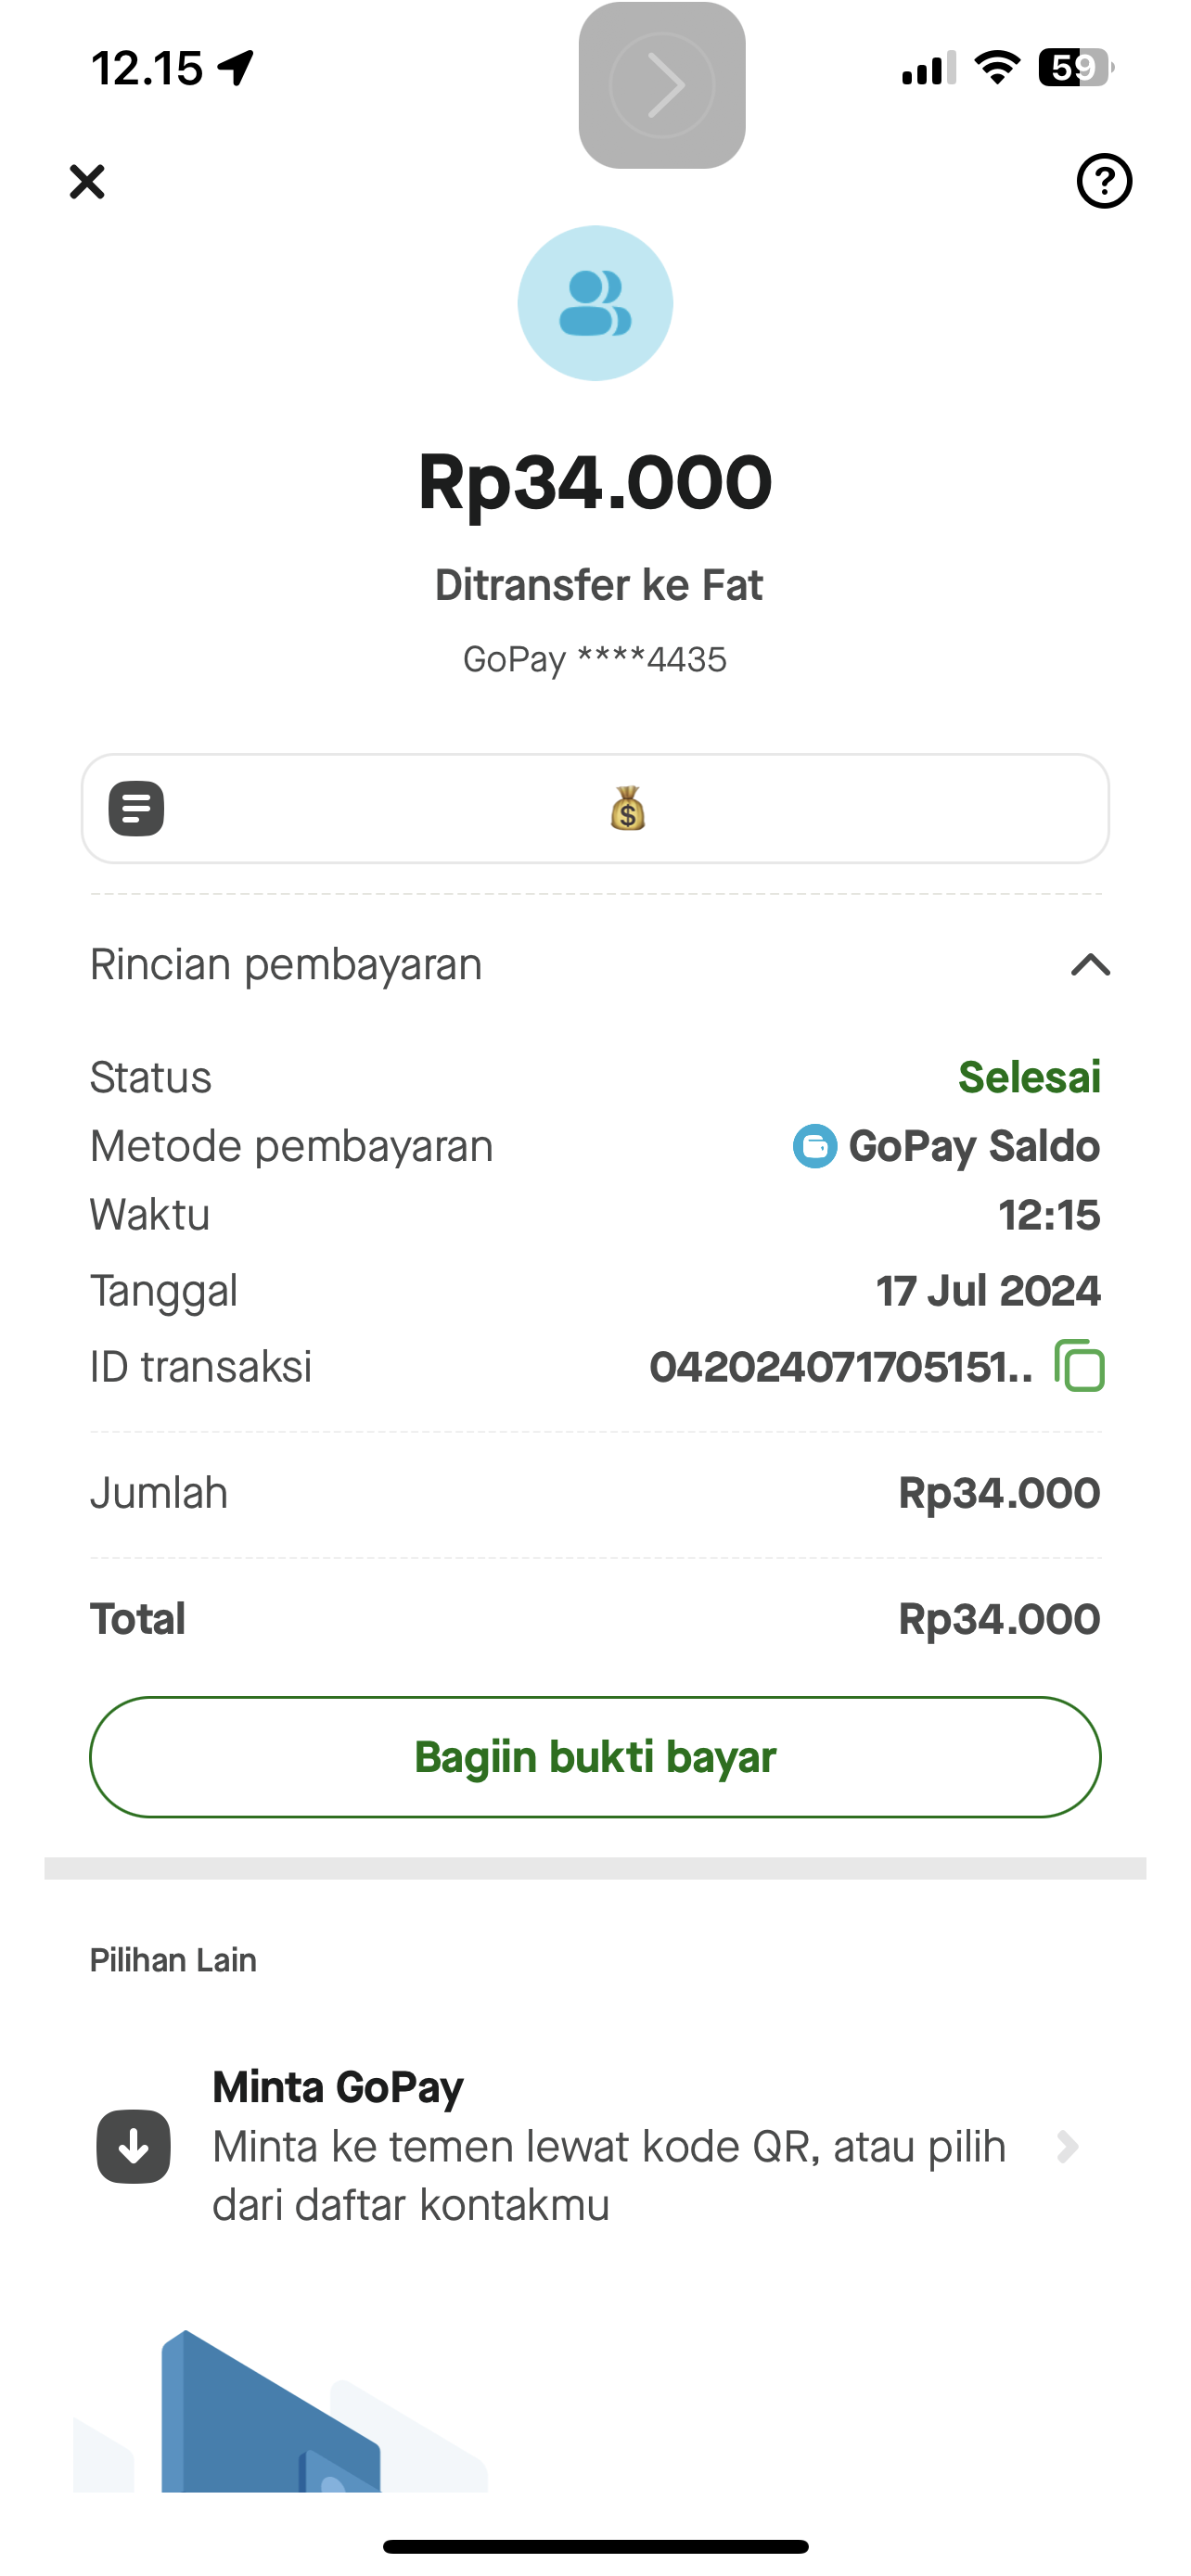 12.15
59
Rp34.000
Ditransfer ke Fat
GoPay ****4435
Rincian pembayaran
Status Selesai
Metode pembayaran GoPay Saldo
Waktu 12:15
Tanggal 17 Jul 2024
ID transaksi 042024071705151..
Jumlah Rp34.000
Total Rp34.000
Bagiin bukti bayar
Pilihan Lain
Minta GoPay
Minta ke temen lewat kode QR, atau pilih
dari daftar kontakmu